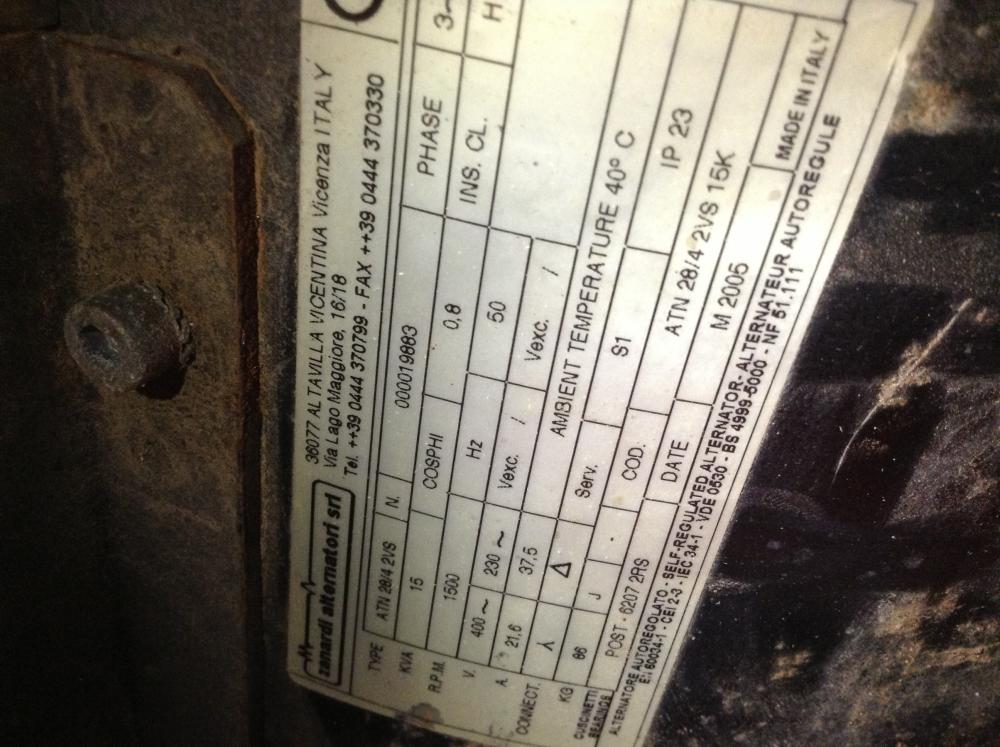 zanardi alternatori srl
36077 ALTAVILLA VICENTINA Vicenza ITALY
Via Lago Maggiore, 16/18
Tel. ++39 0444 370799 - FAX ++39 0444 370330
TYPE ATN 28/4 2VS N. 000019883
KVA 15 COSPHI 0,8 PHASE 3~
R.P.M. 1500 Hz 50 INS. CL. H
V. 400 ~ 230 ~ Vexc. / Vexc. /
A. 21,6 37,5 AMBIENT TEMPERATURE 40° C
CONNECT. ⅄ Δ Serv. S1 IP 23
KG 86 J . COD. ATN 28/4 2VS 15K
CUSCINETTI BEARINGS POST - 6207 2RS DATE M 2005 MADE IN ITALY
ALTERNATORE AUTOREGOLATO - SELF-REGULATED ALTERNATOR - ALTERNATEUR AUTOREGULE
EN 60034-1 - CEI 2-3 - IEC 34-1 - VDE 0530 - BS 4999-5000 - NF 51.111